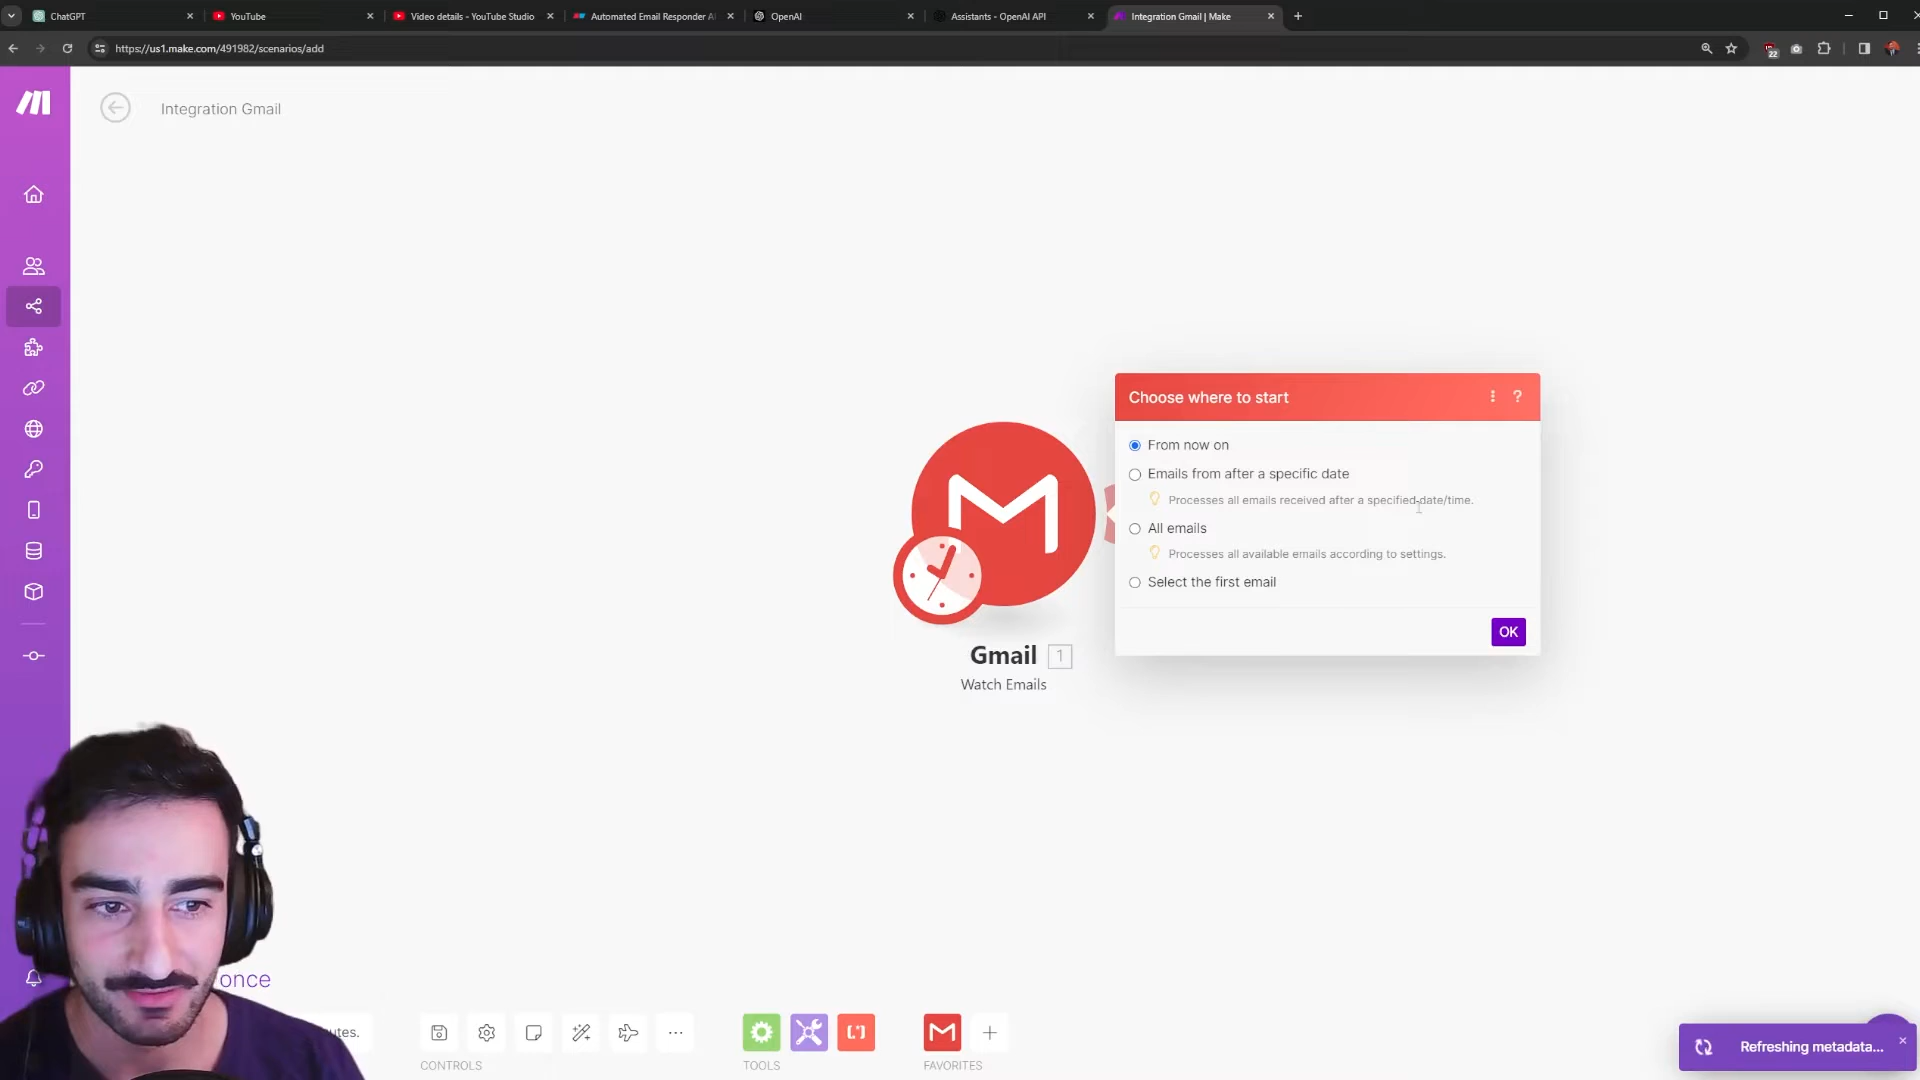 ChatGPT
YouTube
Video details - YouTube Studio
Automated Email Responder AI
OpenAI
Assistants - OpenAI API
Integration Gmail | Make
https://us1.make.com/491982/scenarios/add
22
Integration Gmail
Choose where to start
?
From now on
Emails from after a specific date
Processes all emails received after a specified date/time.
All emails
Processes all available emails according to settings.
Select the first email
OK
Gmail 1
Watch Emails
once
utes.
CONTROLS
TOOLS
FAVORITES
Refreshing metadata...